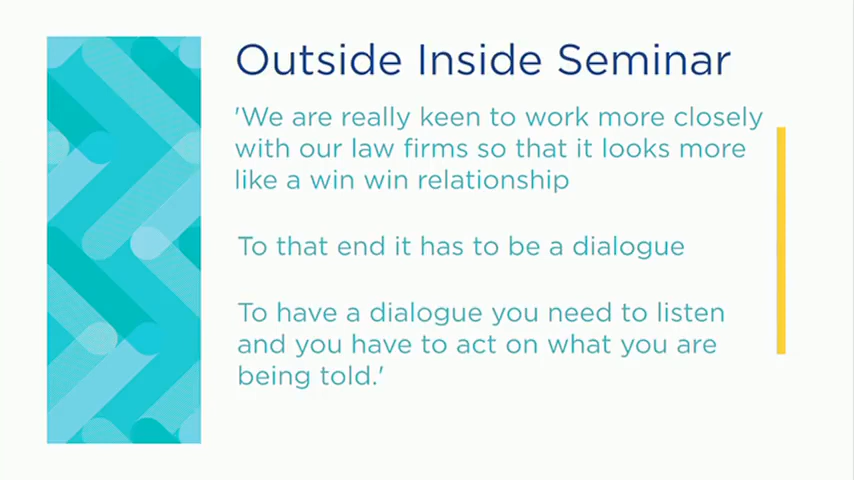 Outside Inside Seminar
'We are really keen to work more closely
with our law firms so that it looks more
like a win win relationship
To that end it has to be a dialogue
To have a dialogue you need to listen
and you have to act on what you are
being told.'